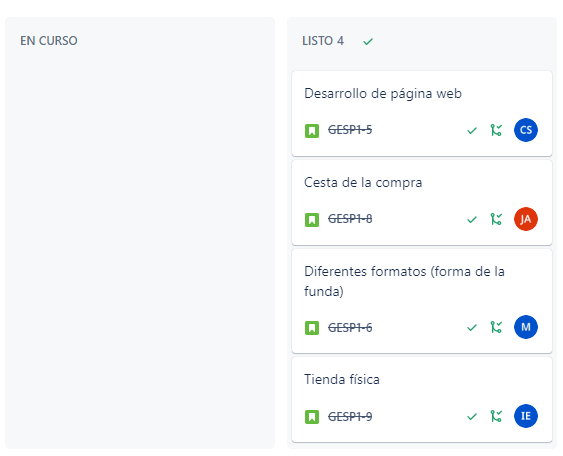 EN CURSO
LISTO 4
Desarrollo de página web
GESP1-5
CS
Cesta de la compra
GESP1-8
JA
Diferentes formatos (forma de la
funda)
GESP1-6
M
Tienda física
GESP1-9
IE